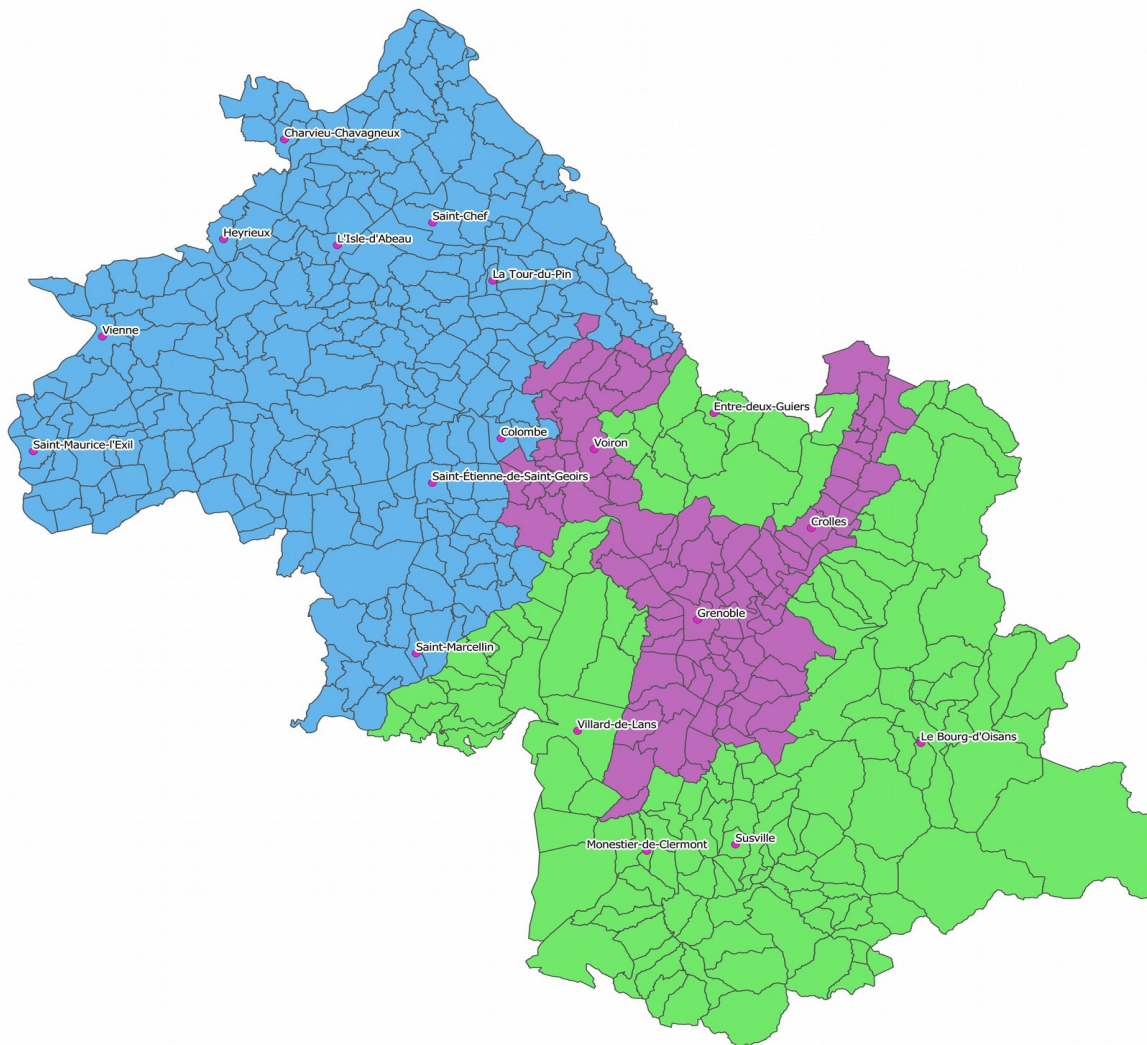 Charvieu-Chavagneux
Saint-Chef
Heyrieux
L'Isle-d'Abeau
La Tour-du-Pin
Vienne
Entre-deux-Guiers
Colombe
Voiron
Saint-Maurice-l'Exil
Saint-Étienne-de-Saint-Geoirs
Crolles
Grenoble
Saint-Marcellin
Villard-de-Lans
Le Bourg-d'Oisans
Susville
Monestier-de-Clermont